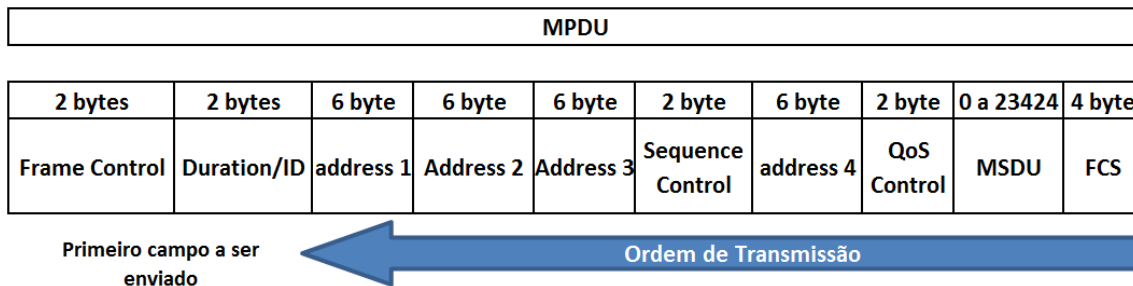 MPDU
2 bytes 2 bytes 6 byte 6 byte 6 byte 2 byte 6 byte 2 byte 0 a 23424 4 byte
Frame Control Duration/ID address 1 Address 2 Address 3 Sequence Control address 4 QoS Control MSDU FCS
Primeiro campo a ser
enviado
Ordem de Transmissão